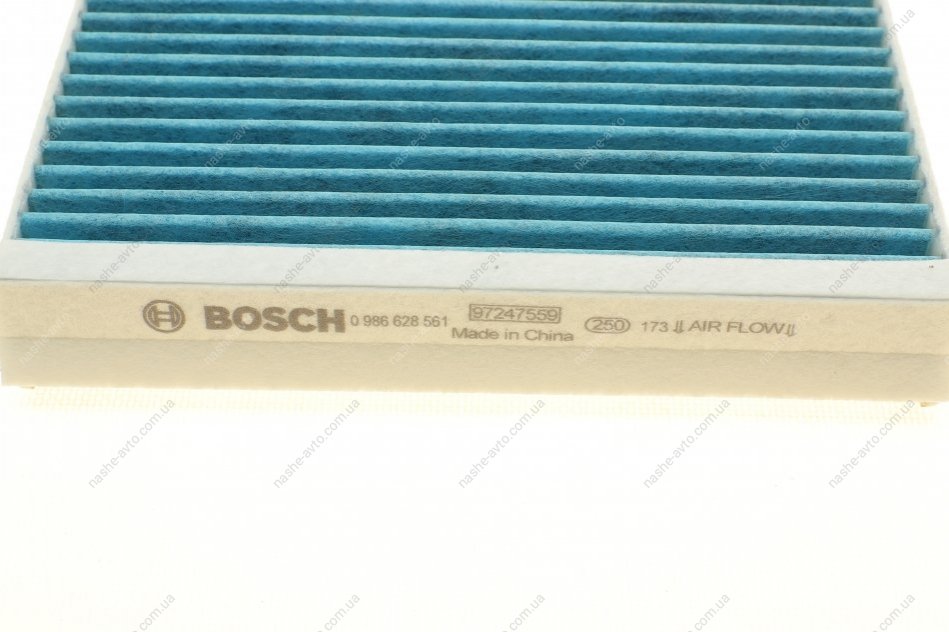 BOSCH 0 986 628 561 97247559 250 173 ⇊ AIR FLOW ⇊
Made in China
nashe-avto.com.ua